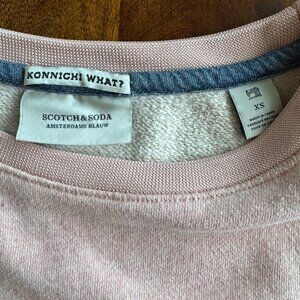 KONNICHI WHAT?
SCOTCH & SODA
AMSTERDAMS BLAUW
XS